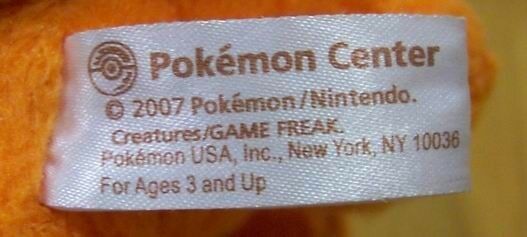 Pokémon Center
© 2007 Pokémon/Nintendo.
Creatures/GAME FREAK.
Pokémon USA, Inc., New York, NY 10036
For Ages 3 and Up